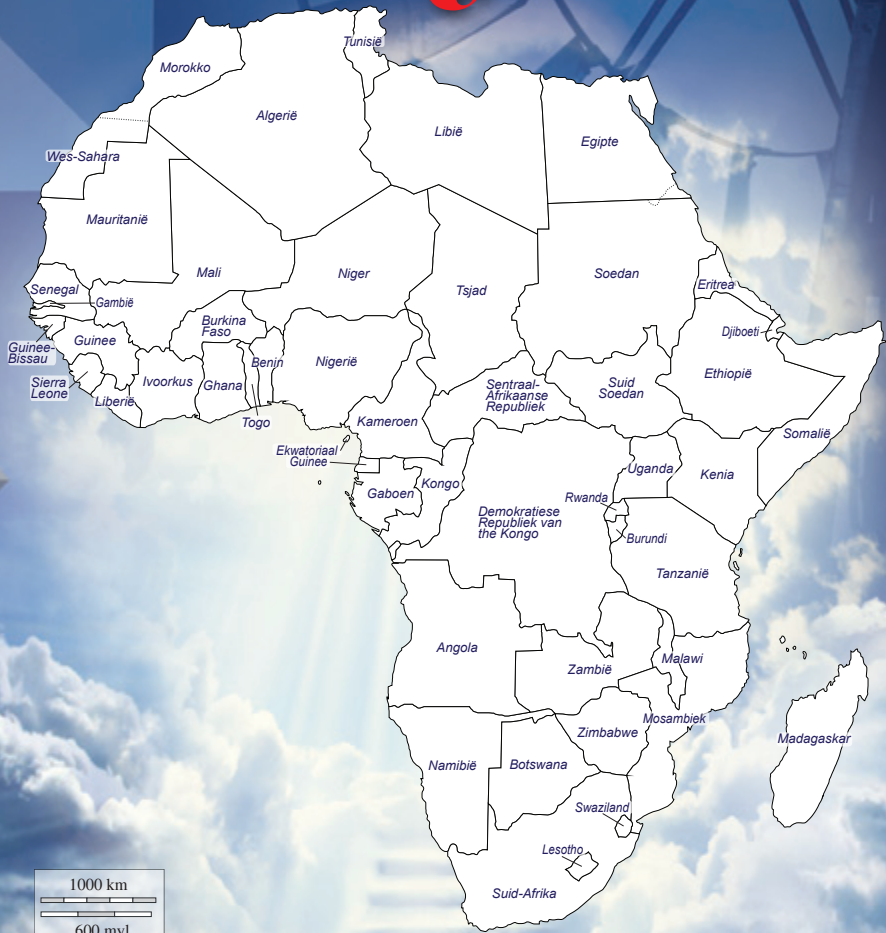 Tunisië
Morokko
Algerië
Libië
Egipte
Wes-Sahara
Mauritanië
Mali
Niger
Tsjad
Soedan
Eritrea
Senegal
Gambië
Djiboeti
Burkina
Faso
Guinee
Guinee-
Bissau
Benin
Nigerië
Ethiopië
Sierra
Leone
Ivoorkus
Ghana
Sentraal-
Afrikaanse
Republiek
Suid
Soedan
Liberië
Togo
Kameroen
Somalië
Ekwatoriaal
Guinee
Uganda
Kenia
Gaboen
Kongo
Rwanda
Demokratiese
Republiek van
the Kongo
Burundi
Tanzanië
Angola
Zambië
Malawi
Mosambiek
Zimbabwe
Madagaskar
Namibië
Botswana
Swaziland
Lesotho
Suid-Afrika
1000 km
600 myl